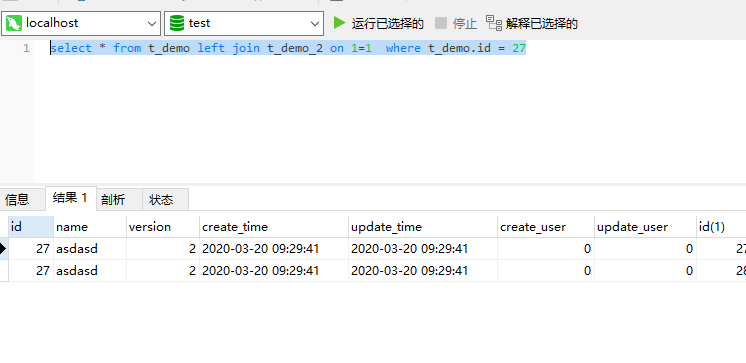 localhost test 运行已选择的 停止 解释已选择的
1 select * from t_demo left join t_demo_2 on 1=1  where t_demo.id = 27
信息 结果 1 剖析 状态
id name version create_time update_time create_user update_user id(1)
27 asdasd 2 2020-03-20 09:29:41 2020-03-20 09:29:41 0 0 27
27 asdasd 2 2020-03-20 09:29:41 2020-03-20 09:29:41 0 0 28